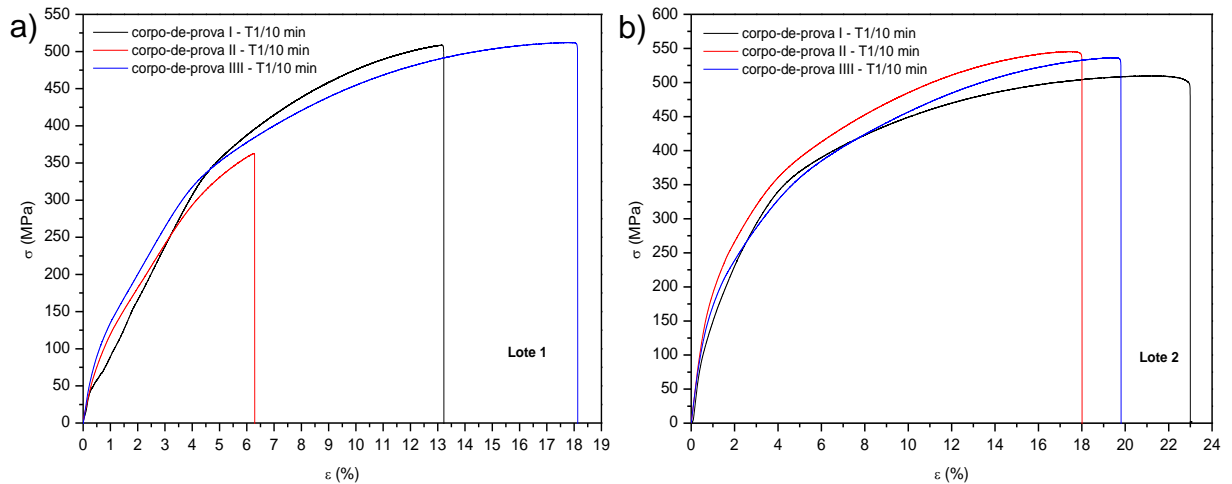 a)
corpo-de-prova I - T1/10 min
corpo-de-prova II - T1/10 min
corpo-de-prova IIII - T1/10 min
550
500
450
400
350
300
250
200
150
100
50
0
σ (MPa)
Lote 1
0 1 2 3 4 5 6 7 8 9 10 11 12 13 14 15 16 17 18 19
ε (%)
b)
corpo-de-prova I - T1/10 min
corpo-de-prova II - T1/10 min
corpo-de-prova IIII - T1/10 min
600
550
500
450
400
350
300
250
200
150
100
50
0
σ (MPa)
Lote 2
0 2 4 6 8 10 12 14 16 18 20 22 24
ε (%)